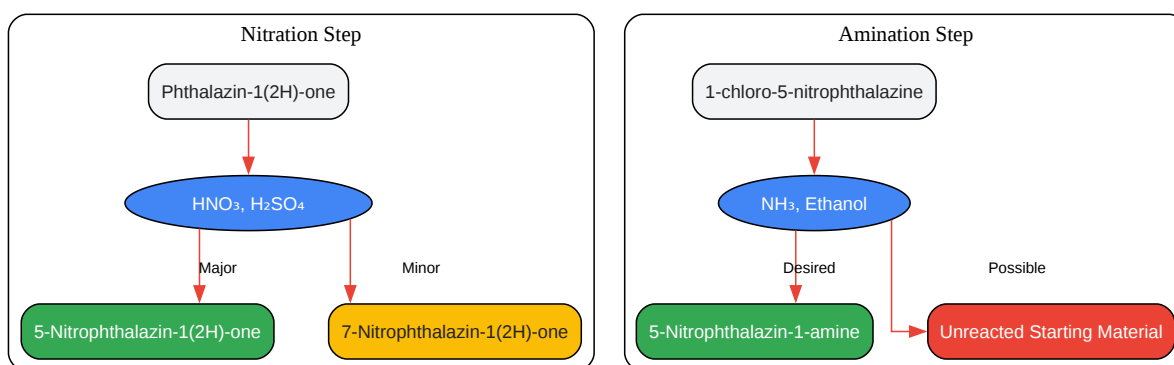 Nitration Step
Phthalazin-1(2H)-one
HNO₃, H₂SO₄
Major
Minor
5-Nitrophthalazin-1(2H)-one
7-Nitrophthalazin-1(2H)-one
Amination Step
1-chloro-5-nitrophthalazine
NH₃, Ethanol
Desired
Possible
5-Nitrophthalazin-1-amine
Unreacted Starting Material